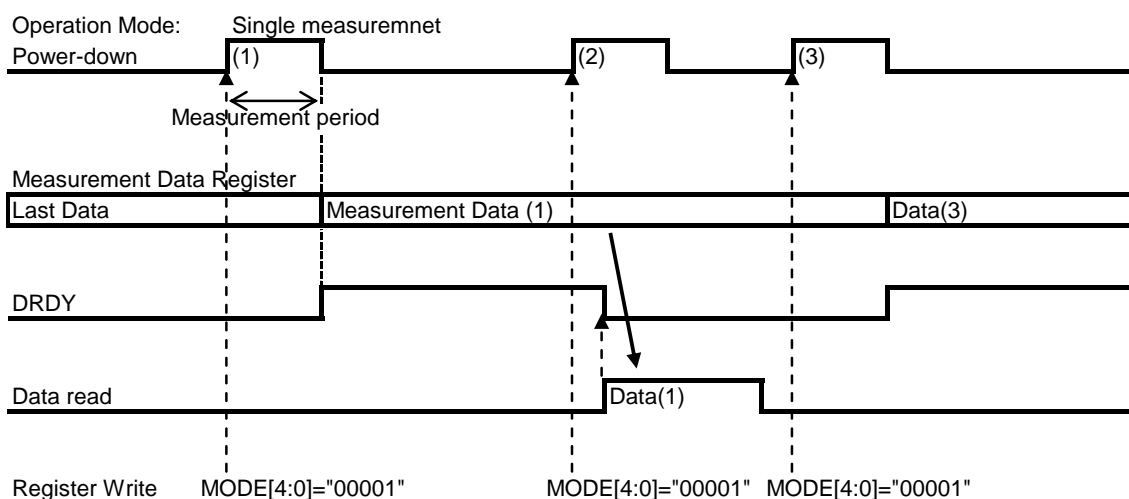 Operation Mode: Single measuremnet
Power-down (1) (2) (3)
Measurement period
Measurement Data Register
Last Data Measurement Data (1) Data(3)
DRDY
Data read Data(1)
Register Write MODE[4:0]="00001" MODE[4:0]="00001" MODE[4:0]="00001"